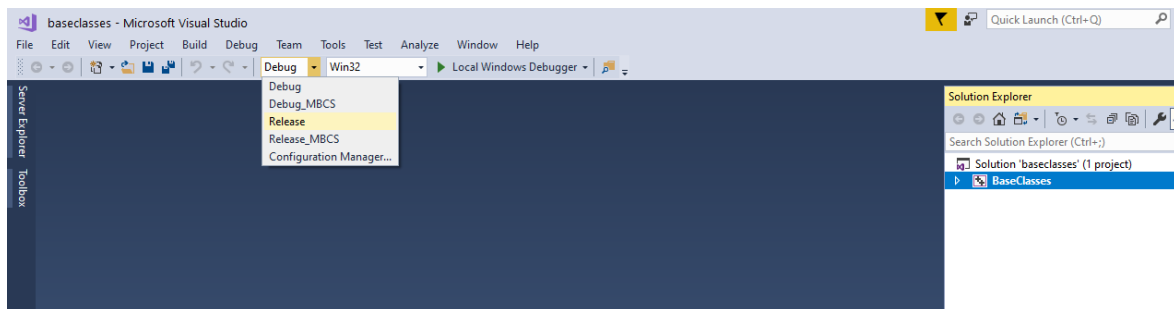 baseclasses - Microsoft Visual Studio
Quick Launch (Ctrl+Q)
File Edit View Project Build Debug Team Tools Test Analyze Window Help
Debug Win32 Local Windows Debugger
Debug
Debug_MBCS
Release
Release_MBCS
Configuration Manager...
Server Explorer
Toolbox
Solution Explorer
Search Solution Explorer (Ctrl+;)
Solution 'baseclasses' (1 project)
BaseClasses